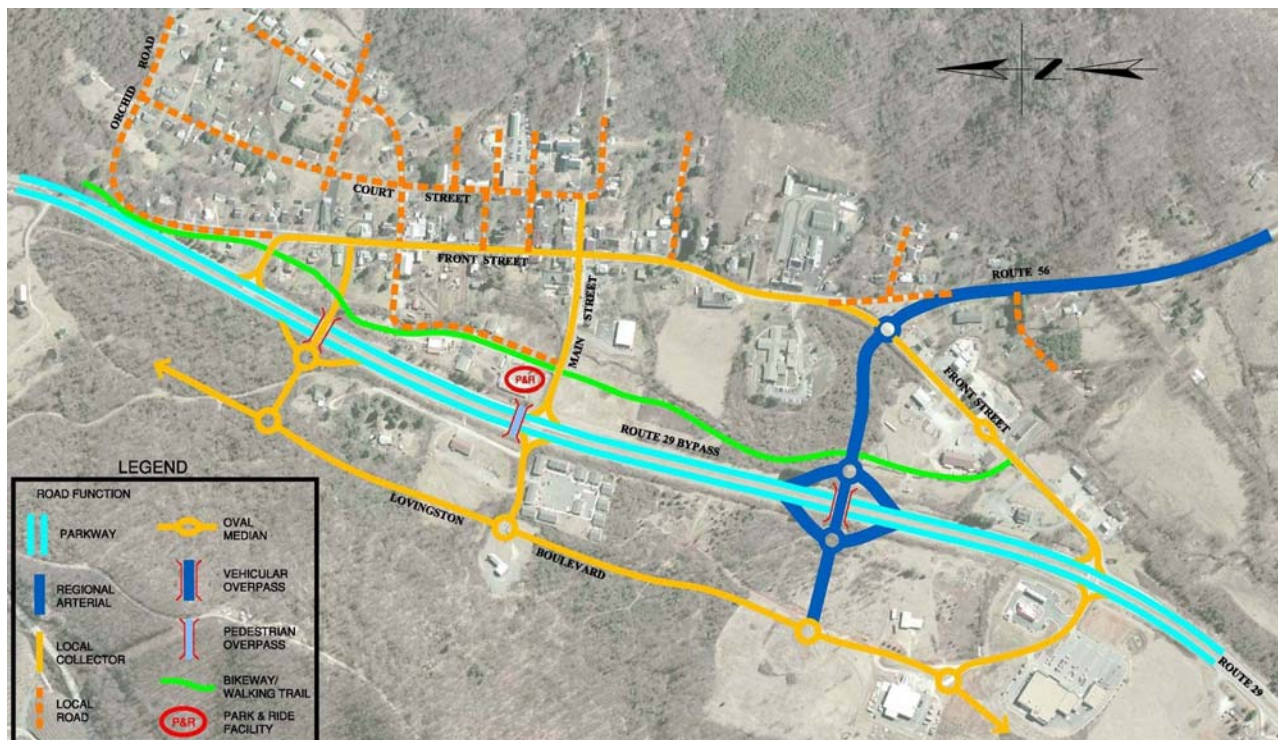 ORCHID ROAD
COURT STREET
FRONT STREET
MAIN STREET
ROUTE 56
P&R
FRONT STREET
ROUTE 29 BYPASS
LOVINGSTON BOULEVARD
ROUTE 29
LEGEND
ROAD FUNCTION
PARKWAY
REGIONAL
ARTERIAL
LOCAL
COLLECTOR
LOCAL
ROAD
OVAL
MEDIAN
VEHICULAR
OVERPASS
PEDESTRIAN
OVERPASS
BIKEWAY/
WALKING TRAIL
P&R
PARK & RIDE
FACILITY